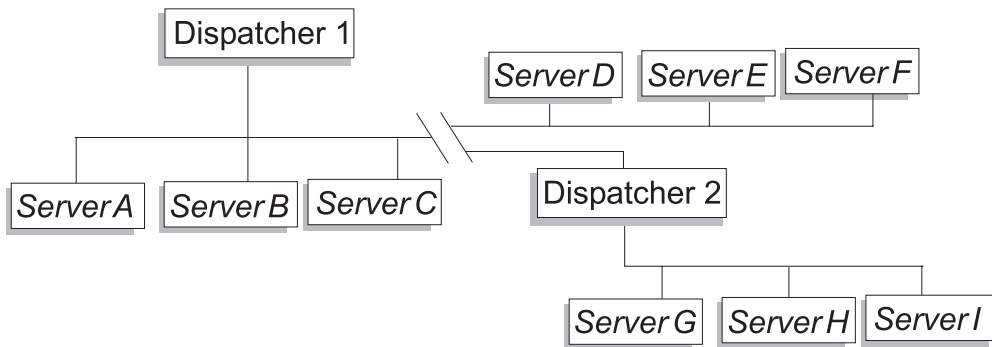 Dispatcher 1
Server D
Server E
Server F
Server A
Server B
Server C
Dispatcher 2
Server G
Server H
Server I